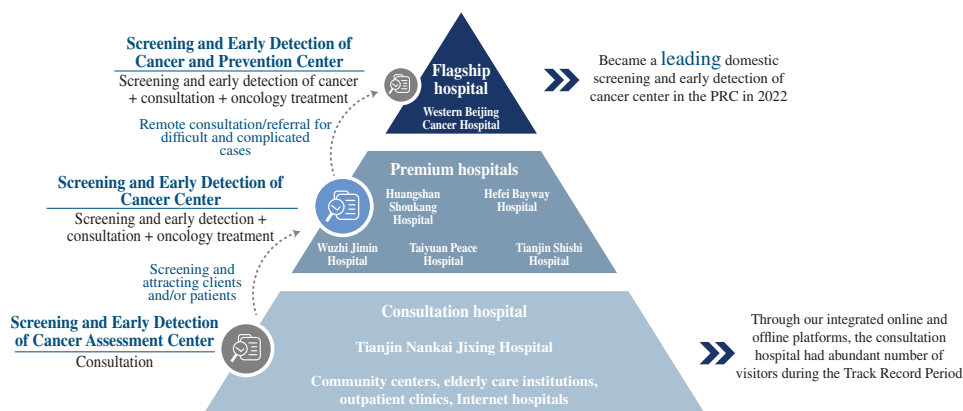 Screening and Early Detection of
Cancer and Prevention Center
Screening and early detection of cancer
+ consultation + oncology treatment
Remote consultation/referral for
difficult and complicated
cases
Flagship
hospital
Western Beijing
Cancer Hospital
Became a leading domestic
screening and early detection of
cancer center in the PRC in 2022
Screening and Early Detection of
Cancer Center
Screening and early detection +
consultation + oncology treatment
Screening and
attracting clients
and/or patients
Premium hospitals
Huangshan
Shoukang
Hospital
Hefei Bayway
Hospital
Wuzhi Jimin
Hospital
Taiyuan Peace
Hospital
Tianjin Shishi
Hospital
Screening and Early Detection
of Cancer Assessment Center
Consultation
Consultation hospital
Tianjin Nankai Jixing Hospital
Community centers, elderly care institutions,
outpatient clinics, Internet hospitals
Through our integrated online and
offline platforms, the consultation
hospital had abundant number of
visitors during the Track Record Period